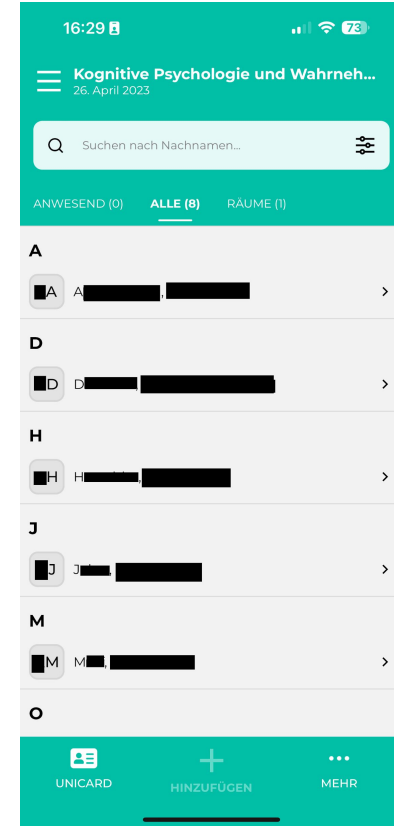 16:29
73
Kognitive Psychologie und Wahrneh...
26. April 2023
Suchen nach Nachnamen...
ANWESEND (0) ALLE (8) RÄUME (1)
A
A A ,
D
D D ,
H
H H ,
J
J J ,
M
M M ,
O
UNICARD HINZUFÜGEN MEHR